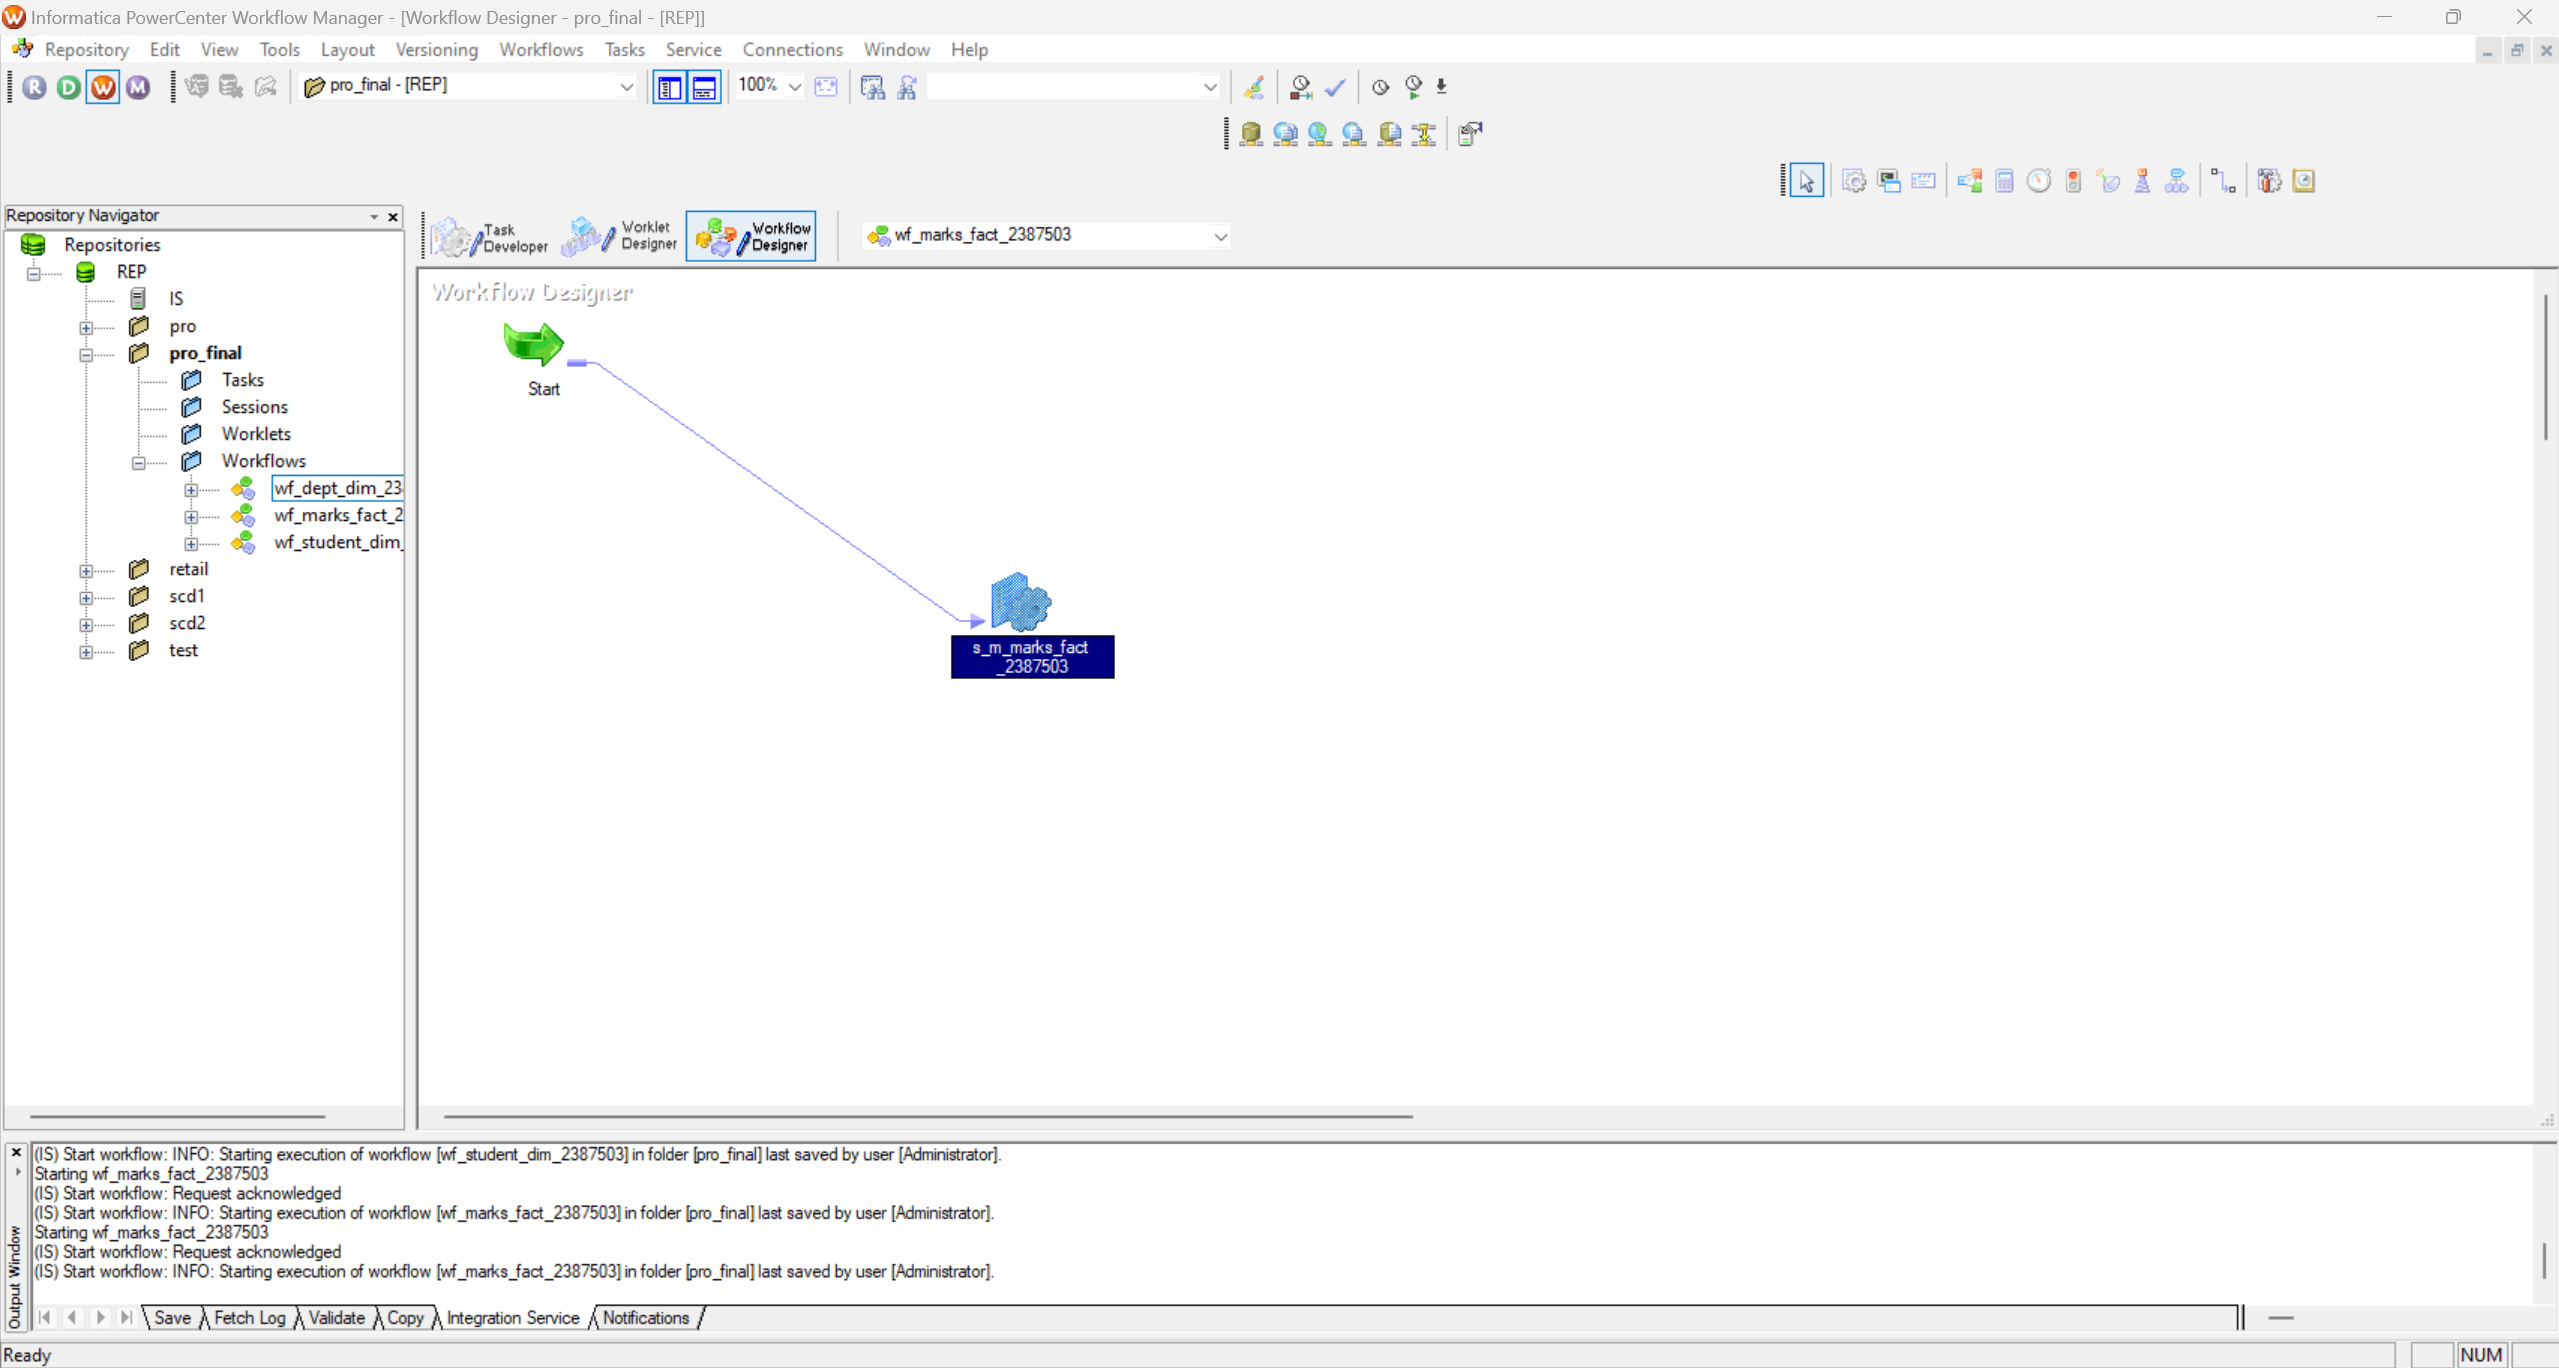 Informatica PowerCenter Workflow Manager - [Workflow Designer - pro_final - [REP]]
Repository Edit View Tools Layout Versioning Workflows Tasks Service Connections Window Help
R D W M pro_final - [REP] 100%
Repository Navigator
Repositories
REP
IS
pro
pro_final
Tasks
Sessions
Worklets
Workflows
wf_dept_dim_23
wf_marks_fact_2
wf_student_dim_
retail
scd1
scd2
test
Task
Developer
Worklet
Designer
Workflow
Designer
wf_marks_fact_2387503
Workflow Designer
Start
s_m_marks_fact
_2387503
Output Window
(IS) Start workflow: INFO: Starting execution of workflow [wf_student_dim_2387503] in folder [pro_final] last saved by user [Administrator].
Starting wf_marks_fact_2387503
(IS) Start workflow: Request acknowledged
(IS) Start workflow: INFO: Starting execution of workflow [wf_marks_fact_2387503] in folder [pro_final] last saved by user [Administrator].
Starting wf_marks_fact_2387503
(IS) Start workflow: Request acknowledged
(IS) Start workflow: INFO: Starting execution of workflow [wf_marks_fact_2387503] in folder [pro_final] last saved by user [Administrator].
Save Fetch Log Validate Copy Integration Service Notifications
Ready NUM